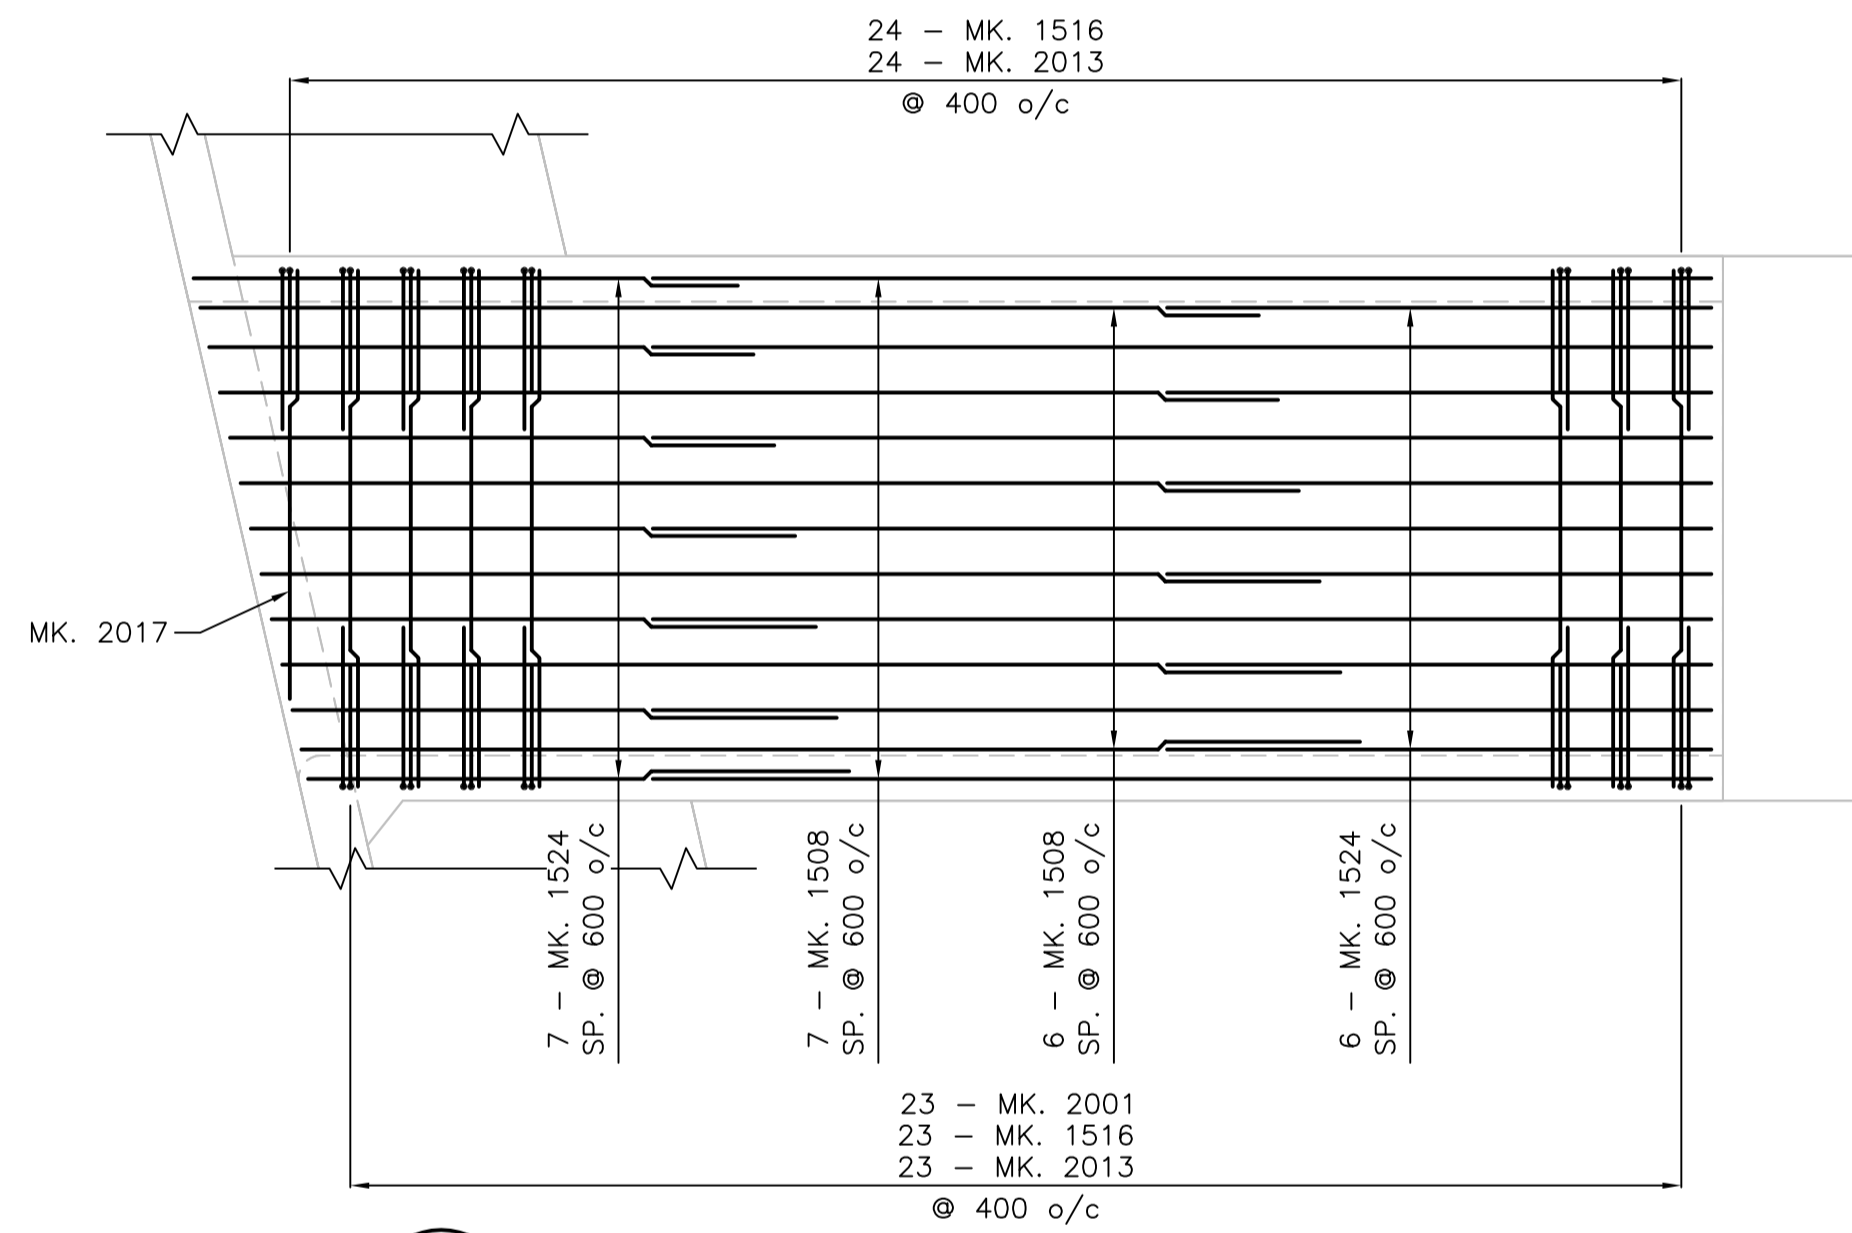 24 – MK. 1516
24 – MK. 2013
@ 400 o/c
MK. 2017
7 – MK. 1524
SP. @ 600 o/c
7 – MK. 1508
SP. @ 600 o/c
6 – MK. 1508
SP. @ 600 o/c
6 – MK. 1524
SP. @ 600 o/c
23 – MK. 2001
23 – MK. 1516
23 – MK. 2013
@ 400 o/c